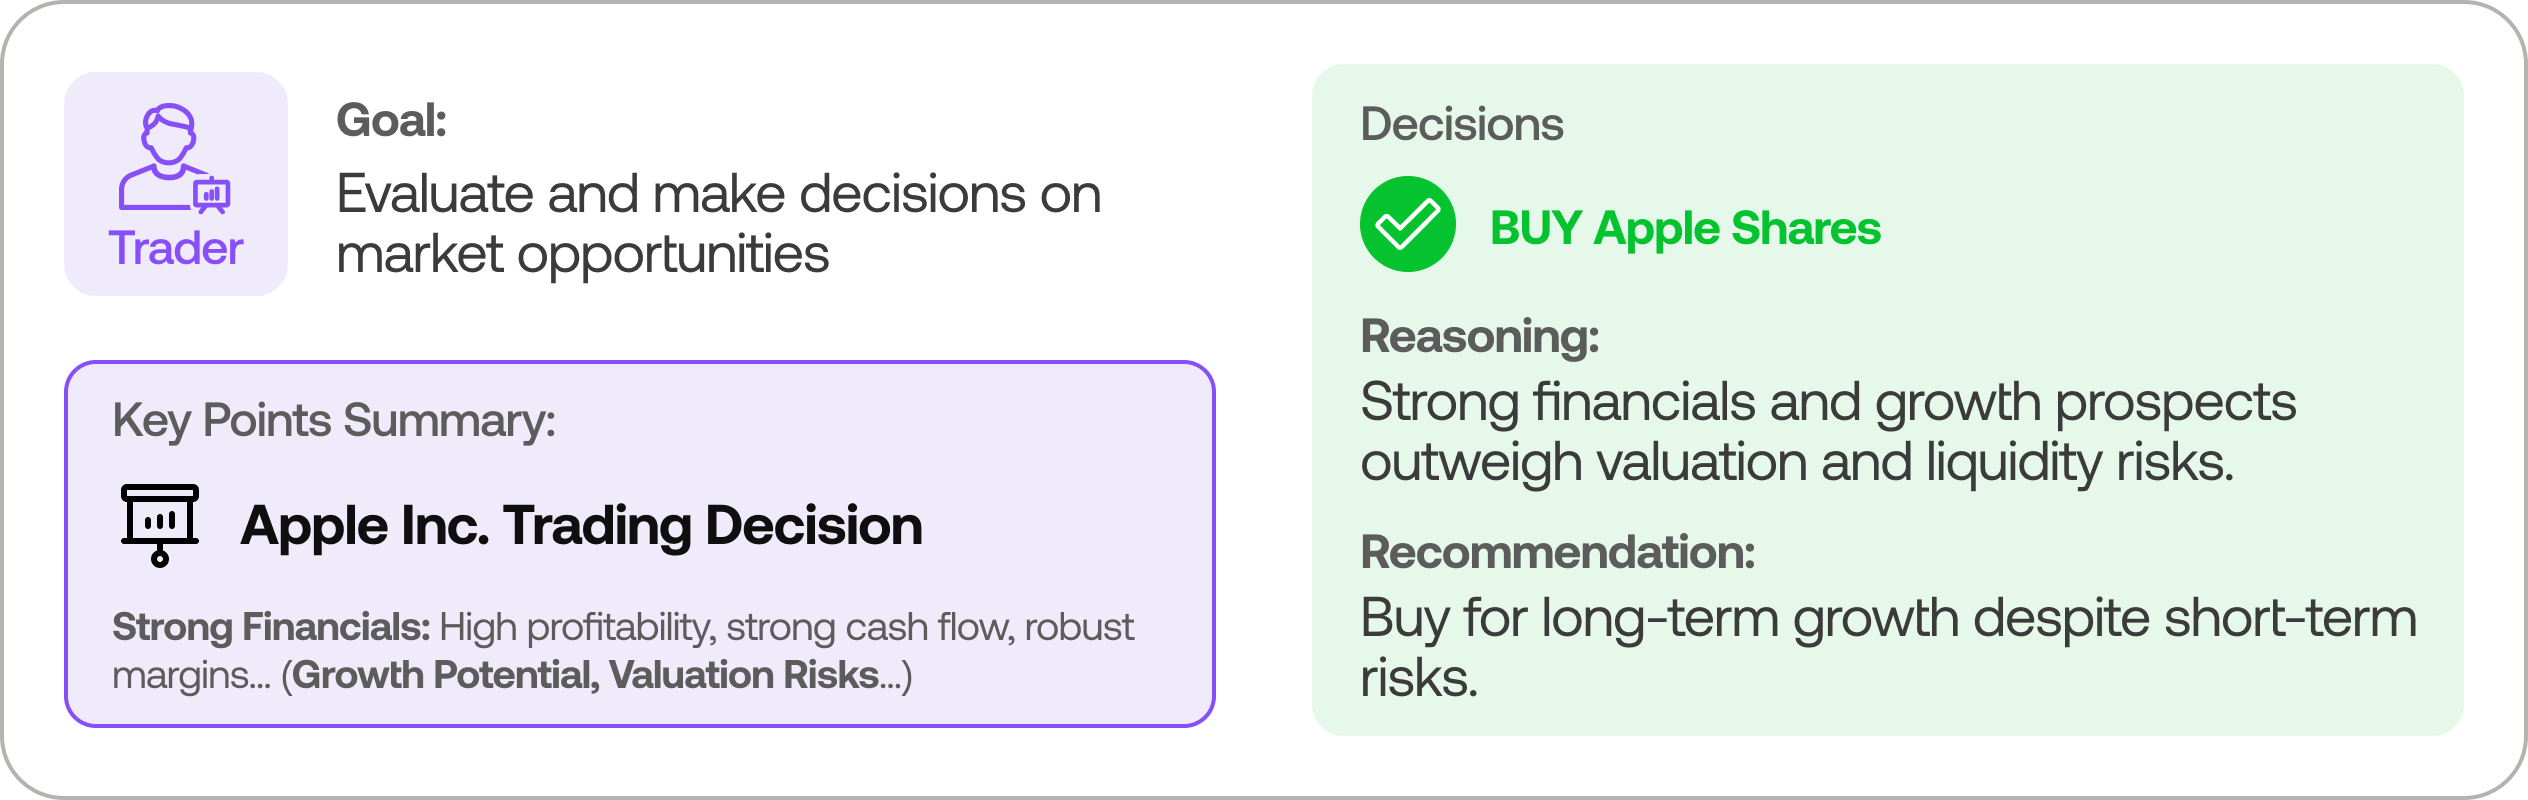 Trader
Goal:
Evaluate and make decisions on
market opportunities
Key Points Summary:
Apple Inc. Trading Decision
Strong Financials: High profitability, strong cash flow, robust
margins... (Growth Potential, Valuation Risks...)
Decisions
BUY Apple Shares
Reasoning:
Strong financials and growth prospects
outweigh valuation and liquidity risks.
Recommendation:
Buy for long-term growth despite short-term
risks.